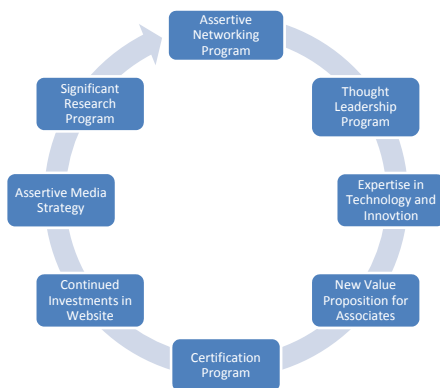 Assertive
Networking
Program
Thought
Leadership
Program
Expertise in
Technology and
Innovtion
New Value
Proposition for
Associates
Certification
Program
Continued
Investments in
Website
Assertive Media
Strategy
Significant
Research
Program